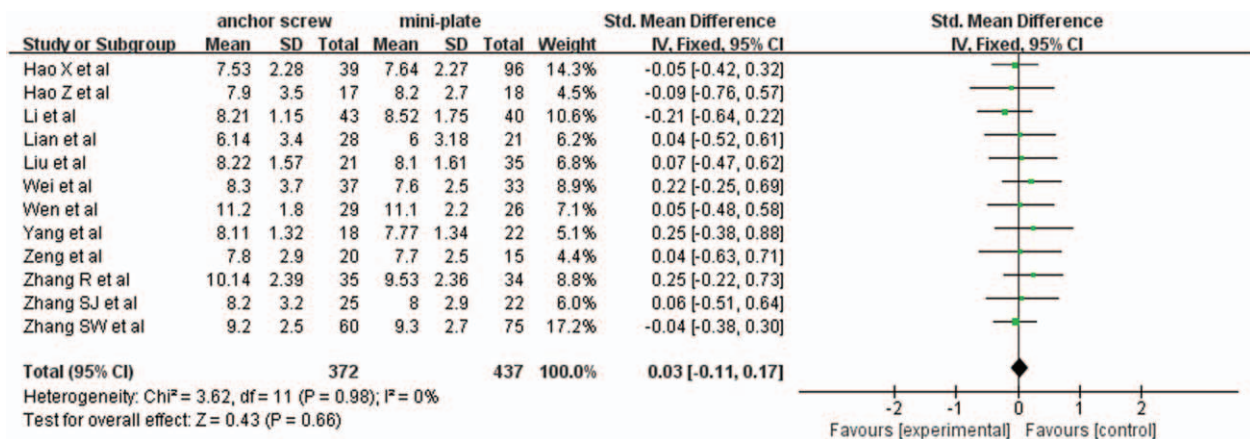 anchor screw mini-plate Std. Mean Difference Std. Mean Difference
Study or Subgroup Mean SD Total Mean SD Total Weight IV, Fixed, 95% CI IV, Fixed, 95% CI
Hao X et al 7.53 2.28 39 7.64 2.27 96 14.3% -0.05 [-0.42, 0.32]
Hao Z et al 7.9 3.5 17 8.2 2.7 18 4.5% -0.09 [-0.76, 0.57]
Li et al 8.21 1.15 43 8.52 1.75 40 10.6% -0.21 [-0.64, 0.22]
Lian et al 6.14 3.4 28 6 3.18 21 6.2% 0.04 [-0.52, 0.61]
Liu et al 8.22 1.57 21 8.1 1.61 35 6.8% 0.07 [-0.47, 0.62]
Wei et al 8.3 3.7 37 7.6 2.5 33 8.9% 0.22 [-0.25, 0.69]
Wen et al 11.2 1.8 29 11.1 2.2 26 7.1% 0.05 [-0.48, 0.58]
Yang et al 8.11 1.32 18 7.77 1.34 22 5.1% 0.25 [-0.38, 0.88]
Zeng et al 7.8 2.9 20 7.7 2.5 15 4.4% 0.04 [-0.63, 0.71]
Zhang R et al 10.14 2.39 35 9.53 2.36 34 8.8% 0.25 [-0.22, 0.73]
Zhang SJ et al 8.2 3.2 25 8 2.9 22 6.0% 0.06 [-0.51, 0.64]
Zhang SW et al 9.2 2.5 60 9.3 2.7 75 17.2% -0.04 [-0.38, 0.30]
Total (95% CI) 372 437 100.0% 0.03 [-0.11, 0.17]
Heterogeneity: Chi² = 3.62, df = 11 (P = 0.98); I² = 0%
Test for overall effect: Z = 0.43 (P = 0.66)
-2 -1 0 1 2
Favours [experimental] Favours [control]